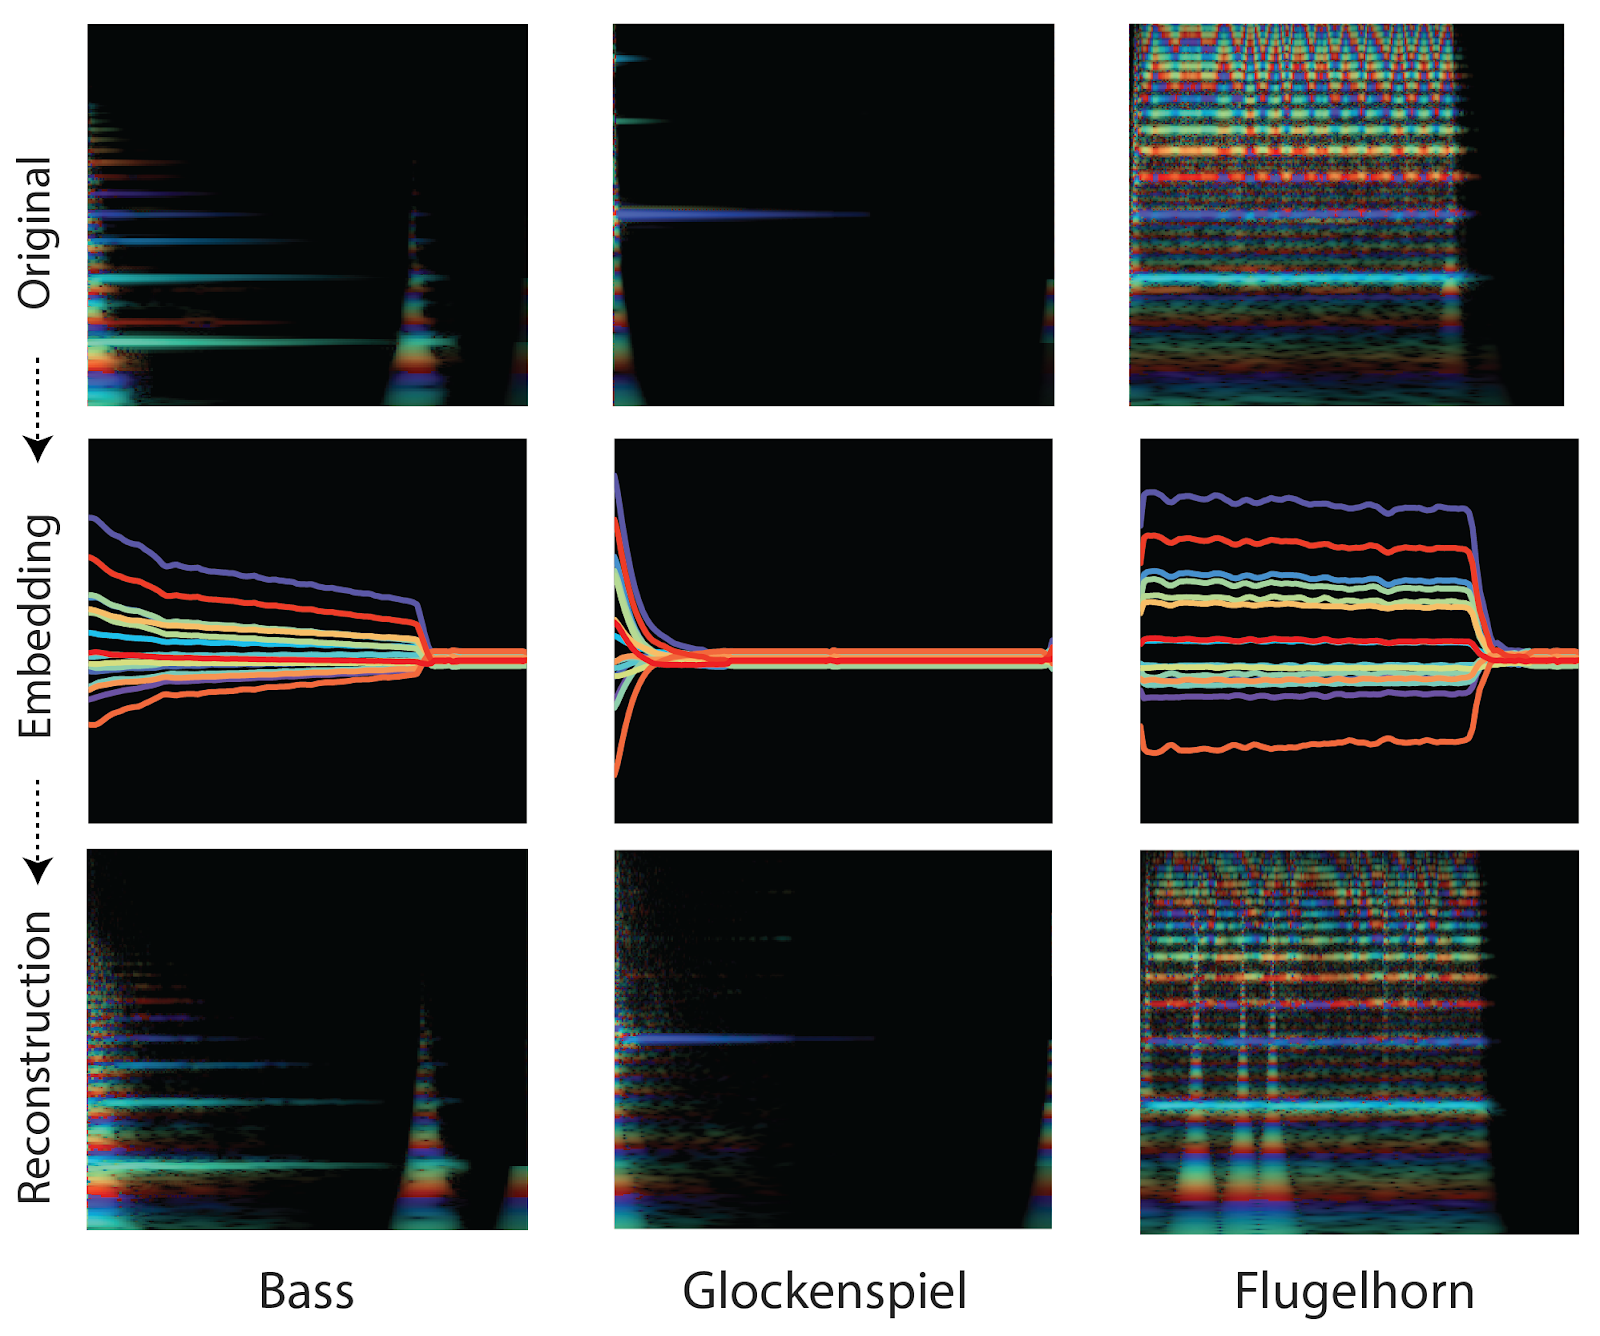 Original
Embedding
Reconstruction
Bass
Glockenspiel
Flugelhorn